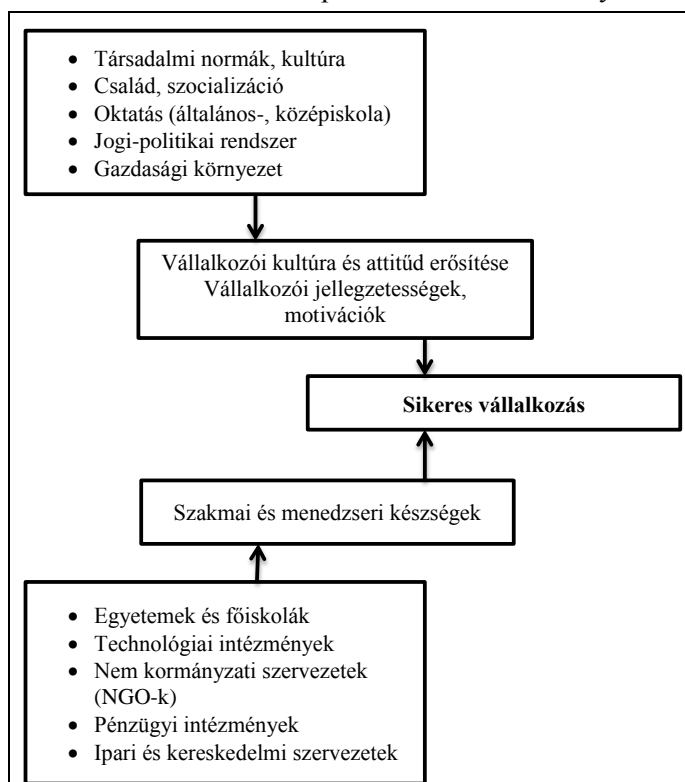 • Társadalmi normák, kultúra
• Család, szocializáció
• Oktatás (általános-, középiskola)
• Jogi-politikai rendszer
• Gazdasági környezet
Vállalkozói kultúra és attitűd erősítése
Vállalkozói jellegzetességek,
motivációk
Sikeres vállalkozás
Szakmai és menedzseri készségek
• Egyetemek és főiskolák
• Technológiai intézmények
• Nem kormányzati szervezetek
(NGO-k)
• Pénzügyi intézmények
• Ipari és kereskedelmi szervezetek